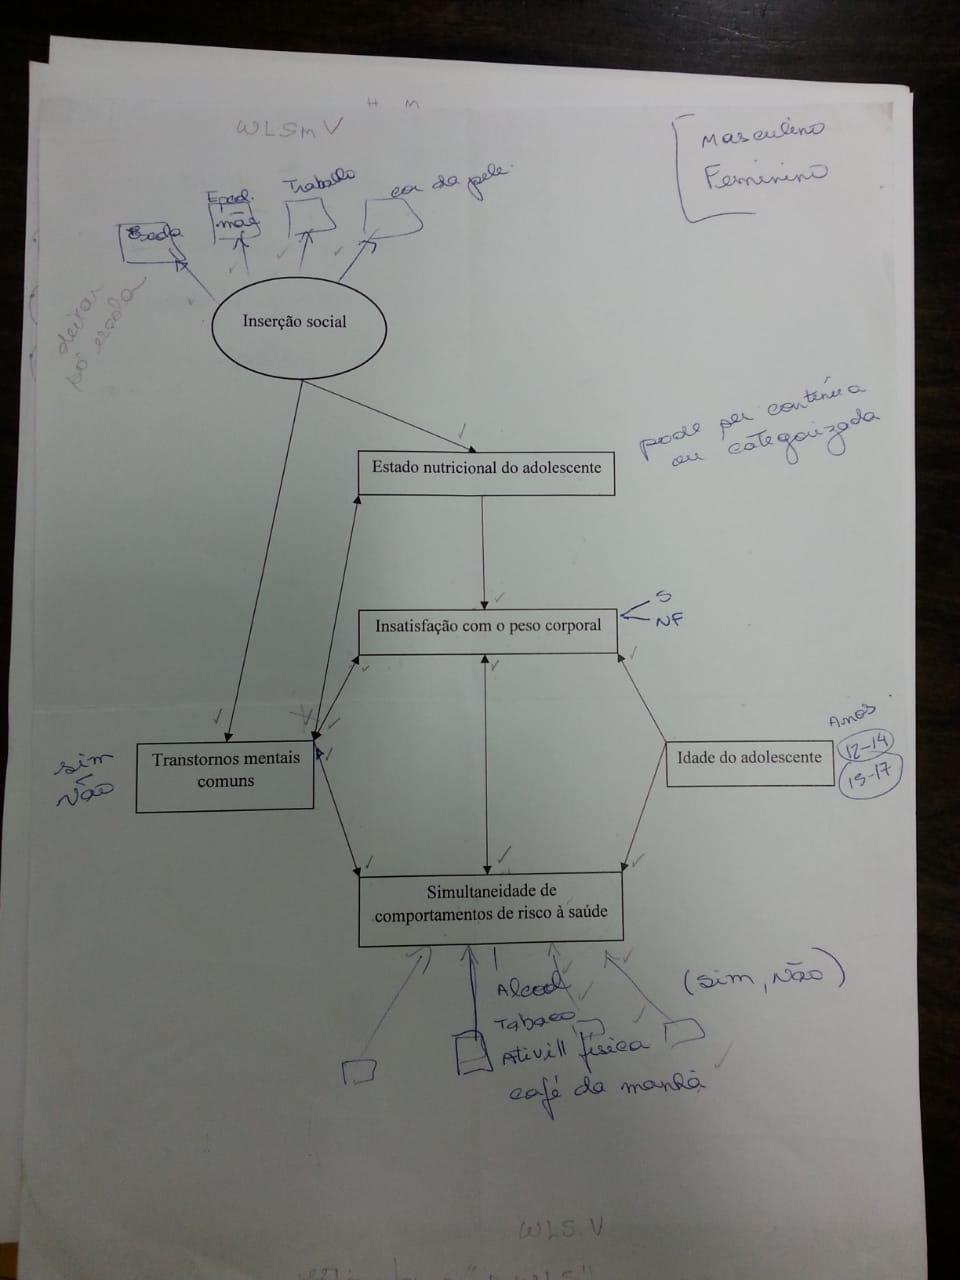 H M
WLSMV
Masculino
Feminino
Trabalho
cor da pele
mãe
Escola
deixar
só escola
Inserção social
pode ser contínua
ou categorizada
Estado nutricional do adolescente
Insatisfação com o peso corporal
S
NF
Anos
12-14
15-17
Idade do adolescente
sim
Não
Transtornos mentais
comuns
Simultaneidade de
comportamentos de risco à saúde
(sim, Não)
Alcool
Tabaco
Ativ// física
café da manhã
WLS.V